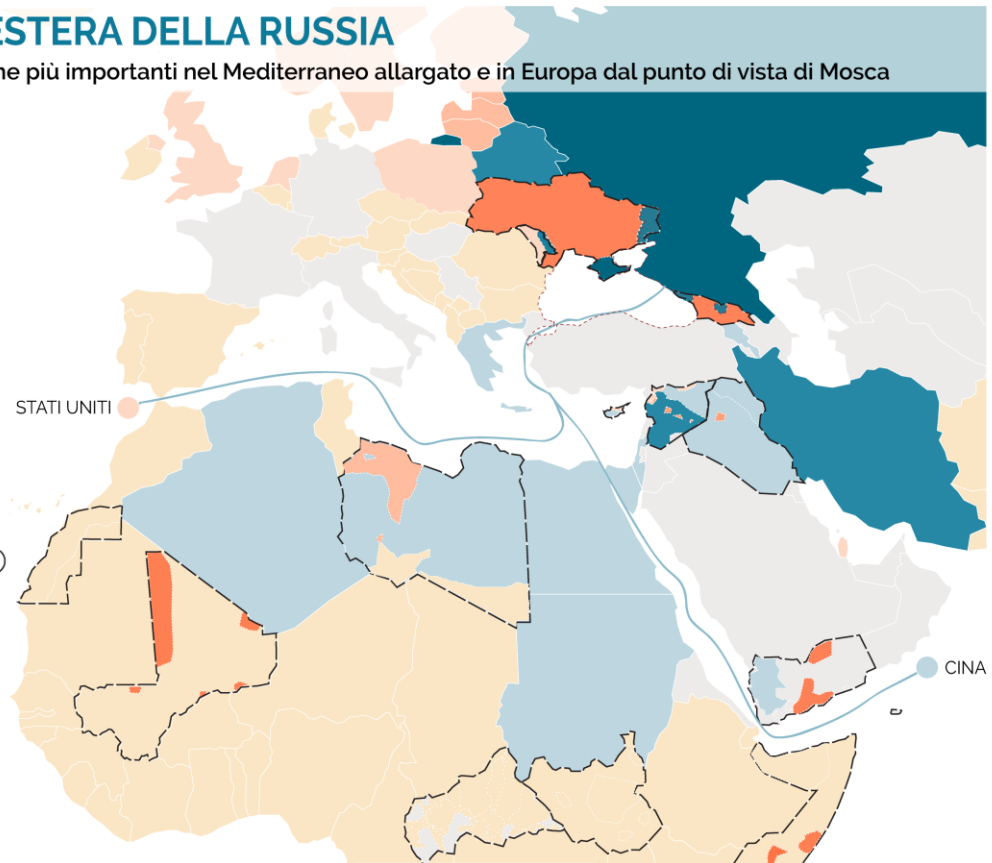 ESTERA DELLA RUSSIA
ne più importanti nel Mediterraneo allargato e in Europa dal punto di vista di Mosca
STATI UNITI
CINA